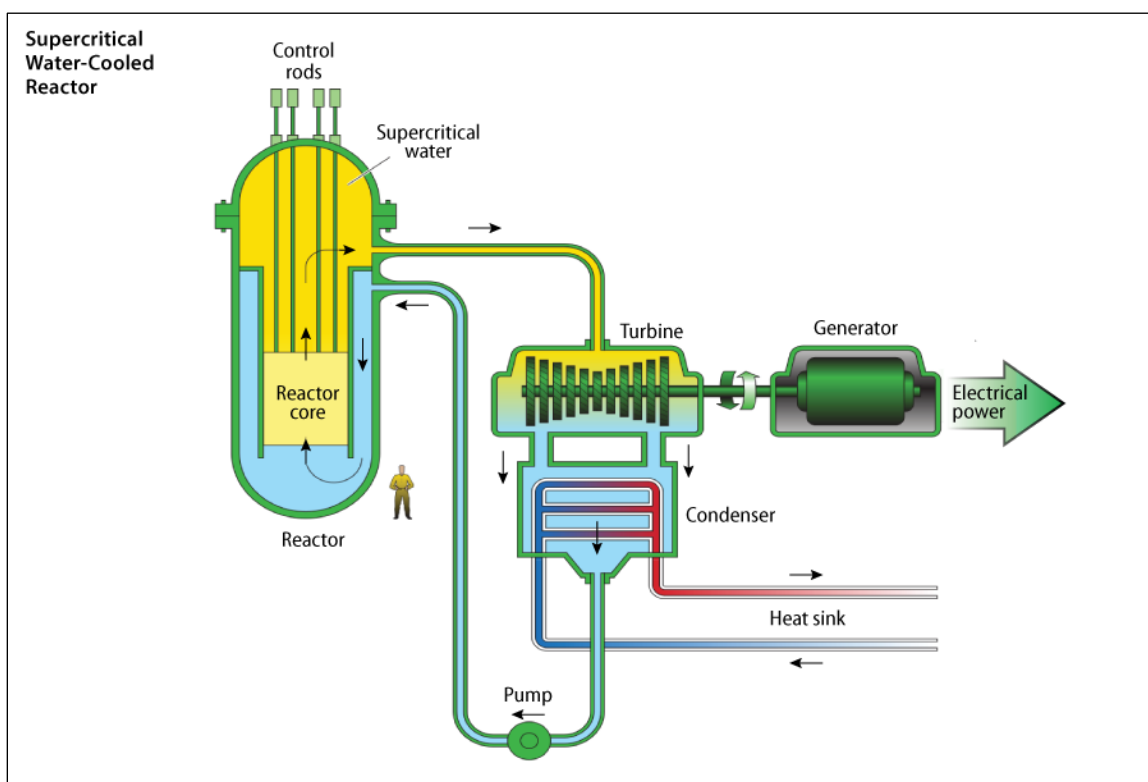 Supercritical
Water-Cooled
Reactor
Control
rods
Supercritical
water
Turbine
Generator
Reactor
core
Electrical
power
Condenser
Reactor
Heat sink
Pump